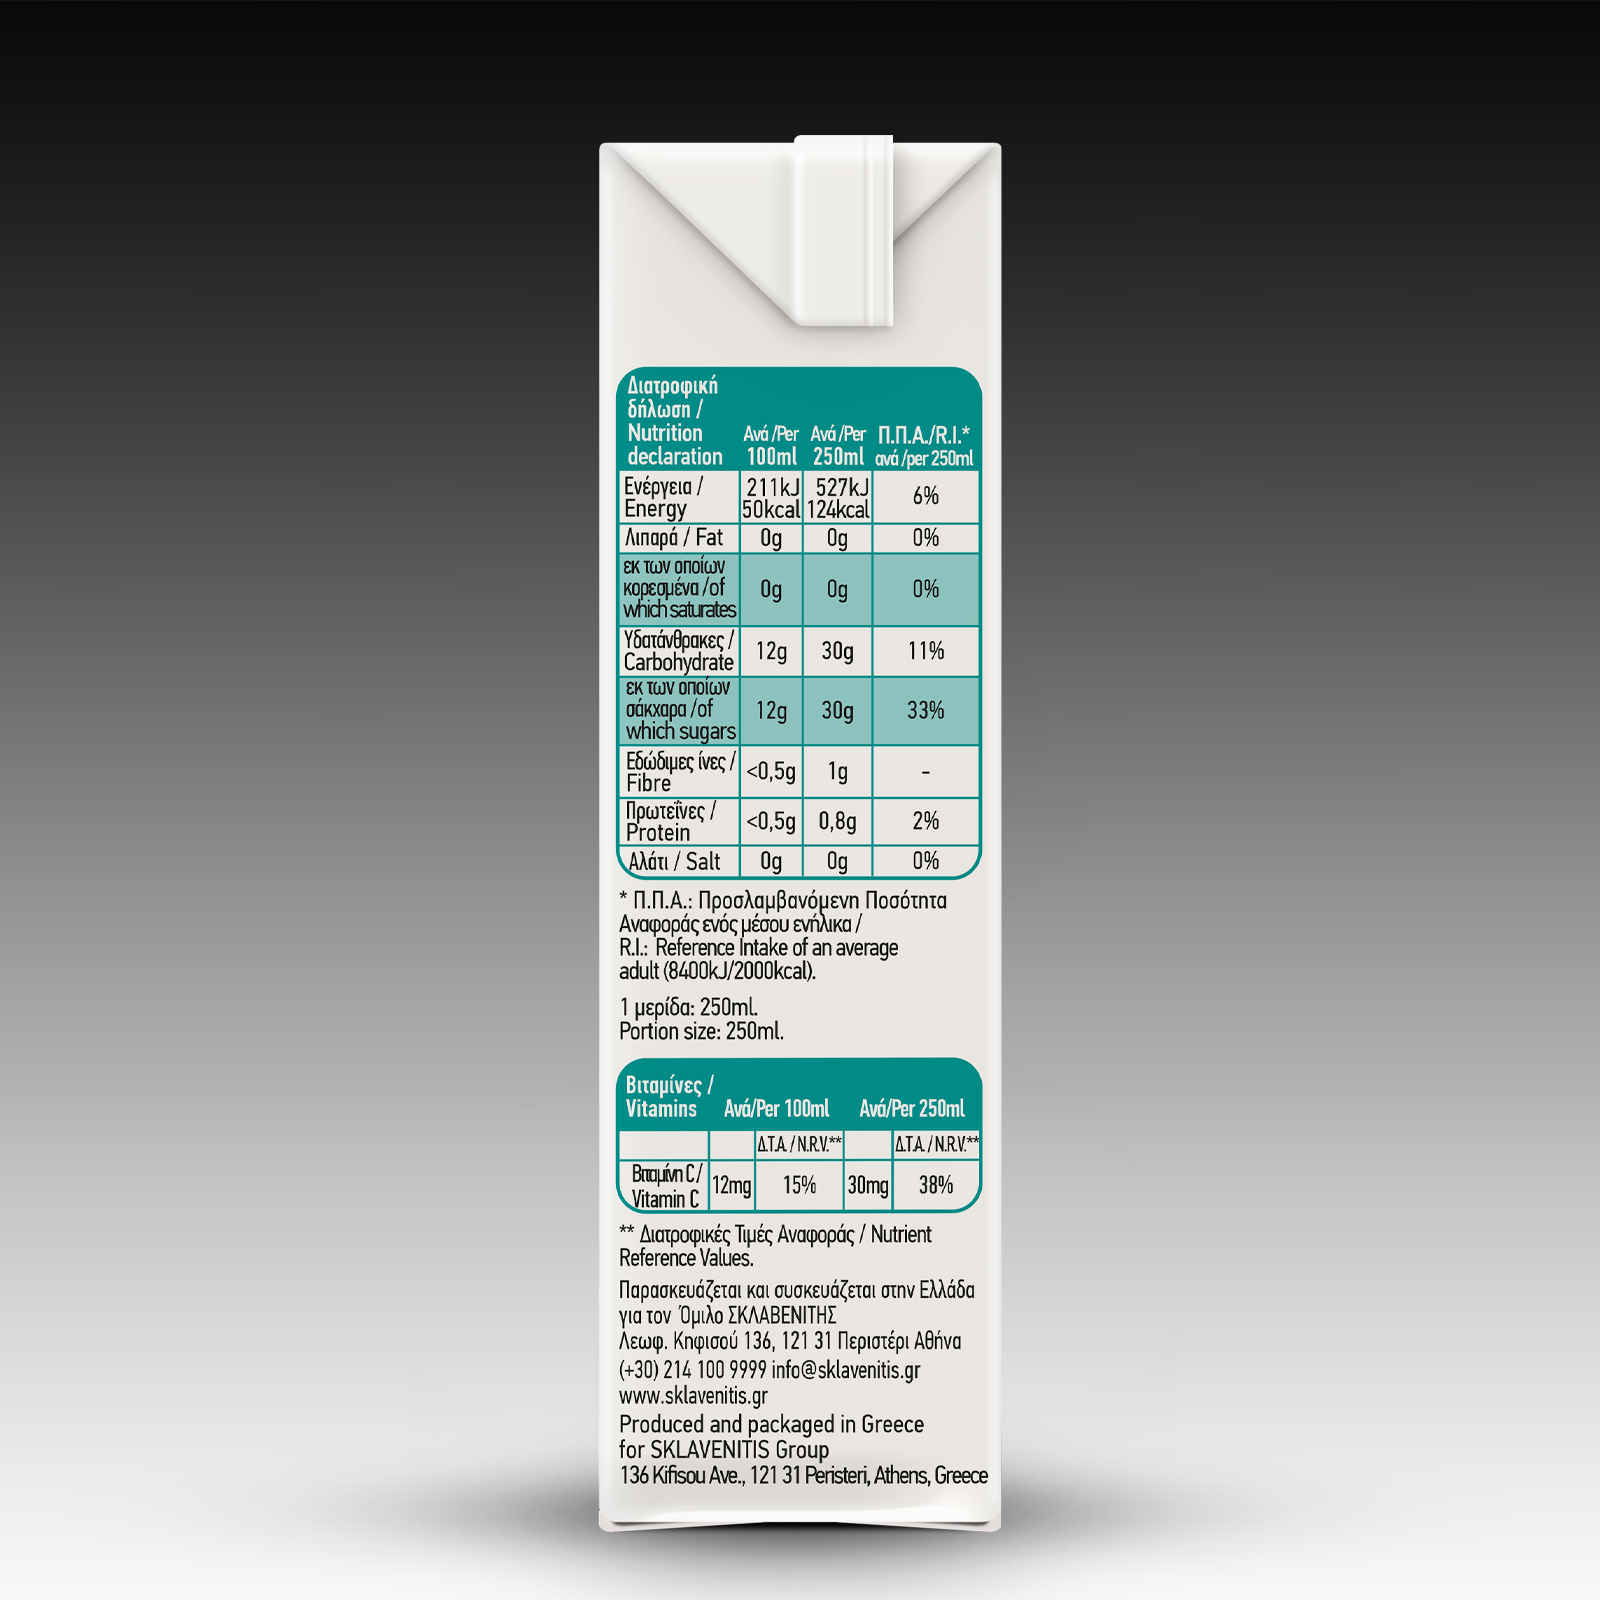 Διατροφική
δήλωση /
Nutrition
declaration
Ανά /Per
100ml
Ανά /Per
250ml
Π.Π.Α./R.I.*
ανά /per 250ml
Ενέργεια /
Energy
211kJ
50kcal
527kJ
124kcal
6%
Λιπαρά / Fat 0g 0g 0%
εκ των οποίων
κορεσμένα /of
which saturates
0g 0g 0%
Υδατάνθρακες /
Carbohydrate
12g 30g 11%
εκ των οποίων
σάκχαρα /of
which sugars
12g 30g 33%
Εδώδιμες ίνες /
Fibre
<0,5g 1g -
Πρωτεΐνες /
Protein
<0,5g 0,8g 2%
Αλάτι / Salt 0g 0g 0%
* Π.Π.Α.: Προσλαμβανόμενη Ποσότητα
Αναφοράς ενός μέσου ενήλικα /
R.I.: Reference Intake of an average
adult (8400kJ/2000kcal).
1 μερίδα: 250ml.
Portion size: 250ml.
Βιταμίνες /
Vitamins
Ανά/Per 100ml Ανά/Per 250ml
Δ.Τ.Α. / N.R.V.** Δ.Τ.Α. / N.R.V.**
Βιταμίνη C /
Vitamin C
12mg 15% 30mg 38%
** Διατροφικές Τιμές Αναφοράς / Nutrient
Reference Values.
Παρασκευάζεται και συσκευάζεται στην Ελλάδα
για τον Όμιλο ΣΚΛΑΒΕΝΙΤΗΣ
Λεωφ. Κηφισού 136, 121 31 Περιστέρι Αθήνα
(+30) 214 100 9999 info@sklavenitis.gr
www.sklavenitis.gr
Produced and packaged in Greece
for SKLAVENITIS Group
136 Kifisou Ave., 121 31 Peristeri, Athens, Greece